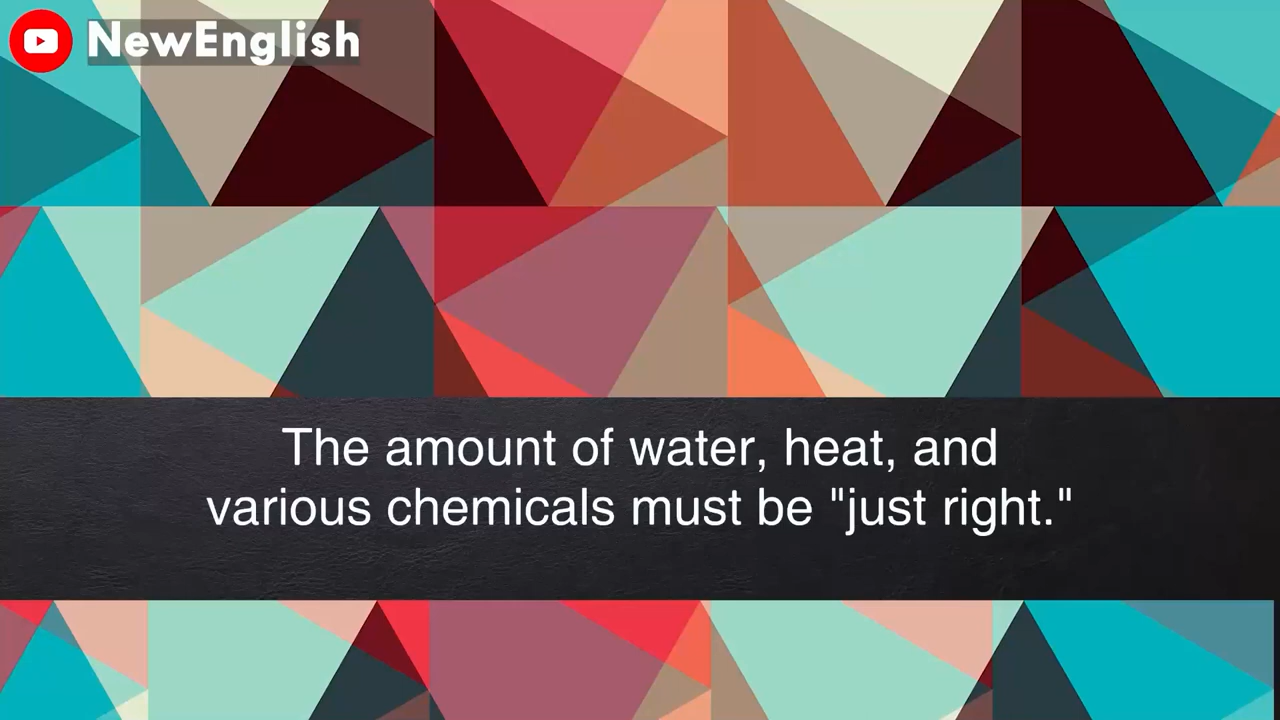 NewEnglish
The amount of water, heat, and
various chemicals must be "just right."